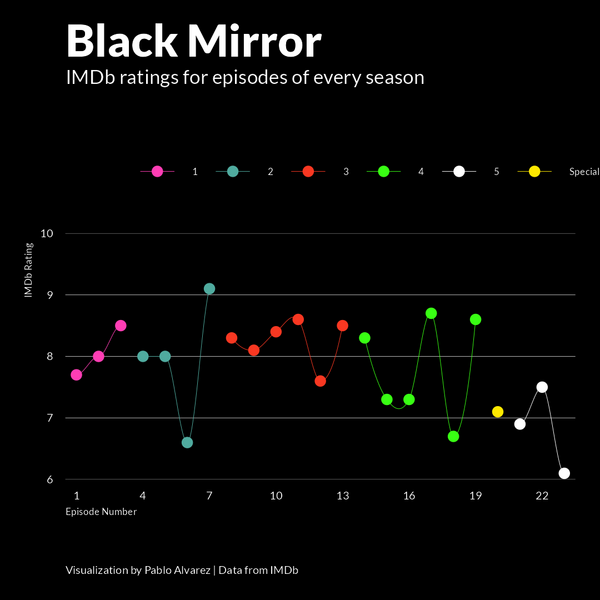 Black Mirror
IMDb ratings for episodes of every season
1 2 3 4 5 Special
10
IMDb Rating
9
8
7
6
1 4 7 10 13 16 19 22
Episode Number
Visualization by Pablo Alvarez | Data from IMDb